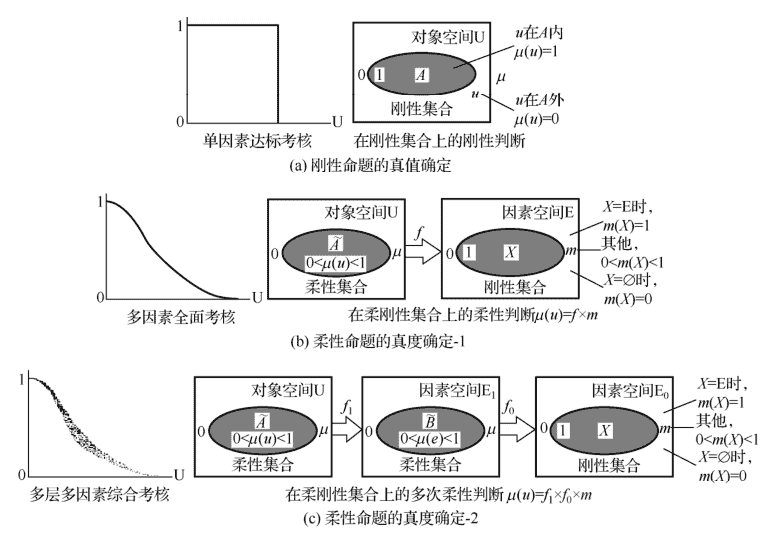 1
0
U
单因素达标考核
对象空间U
0
1
A
μ
u
刚性集合
u在A内
μ(u)=1
u在A外
μ(u)=0
在刚性集合上的刚性判断
(a) 刚性命题的真值确定
1
0
U
多因素全面考核
对象空间U
0
Ã
0<μ(u)<1
μ
柔性集合
f
因素空间E
0
1
X
m
刚性集合
X=E时，
m(X)=1
其他，
0<m(X)<1
X=∅时，
m(X)=0
在柔刚性集合上的柔性判断μ(u)=f×m
(b) 柔性命题的真度确定-1
1
0
U
多层多因素综合考核
对象空间U
0
Ã
0<μ(u)<1
μ
柔性集合
f₁
因素空间E₁
0
B̃
0<μ(e)<1
μ
柔性集合
f₀
因素空间E₀
0
1
X
m
刚性集合
X=E时，
m(X)=1
其他，
0<m(X)<1
X=∅时，
m(X)=0
在柔刚性集合上的多次柔性判断 μ(u)=f₁×f₀×m
(c) 柔性命题的真度确定-2